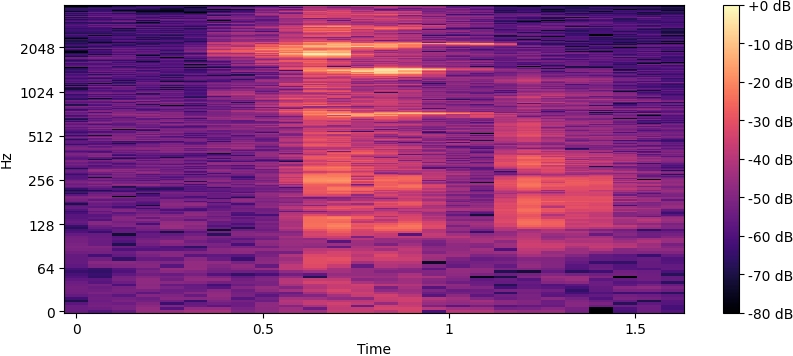 +0 dB
2048
-10 dB
1024
-20 dB
512
-30 dB
Hz
256
-40 dB
128
-50 dB
64
-60 dB
0
-70 dB
-80 dB
0 0.5 1 1.5
Time